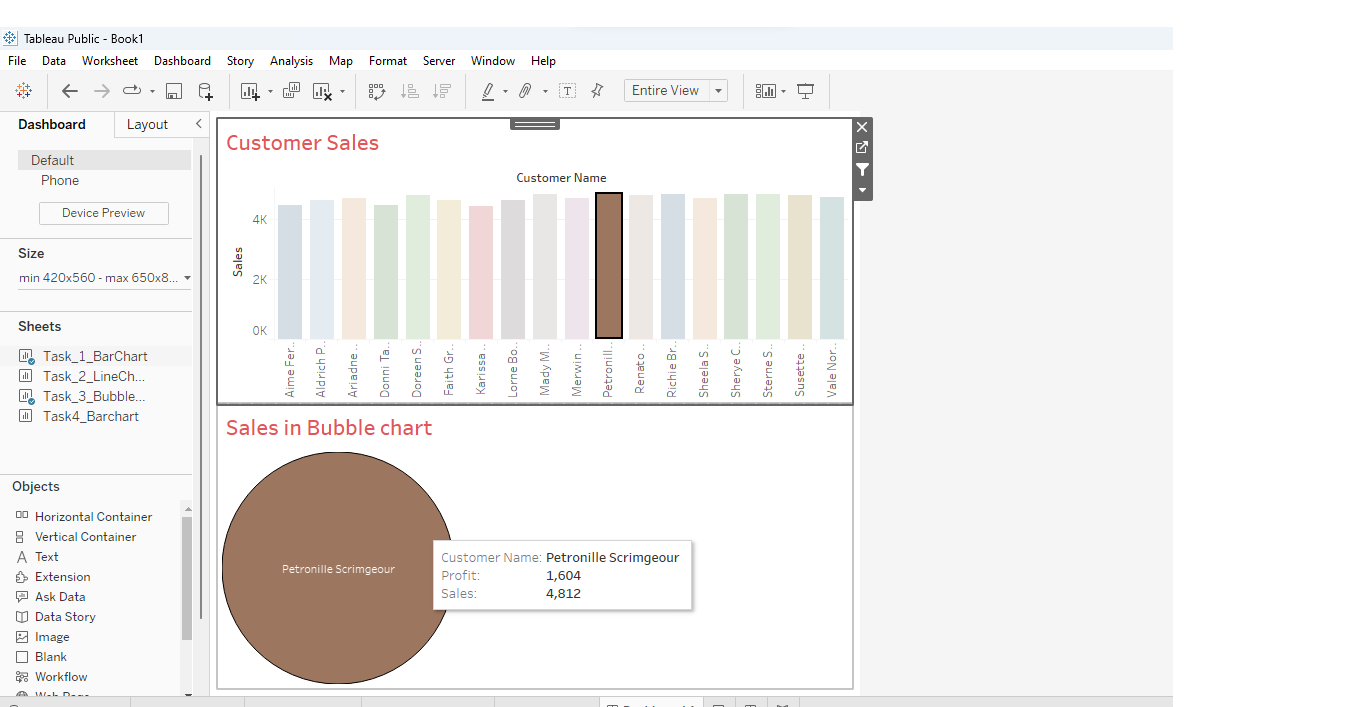 Tableau Public - Book1
File Data Worksheet Dashboard Story Analysis Map Format Server Window Help
Entire View
Dashboard
Layout
Default
Phone
Device Preview
Size
min 420x560 - max 650x8...
Sheets
Task_1_BarChart
Task_2_LineCh...
Task_3_Bubble...
Task4_Barchart
Objects
Horizontal Container
Vertical Container
Text
Extension
Ask Data
Data Story
Image
Blank
Workflow
Customer Sales
Customer Name
Sales
4K
2K
0K
Aime Fer..
Aldrich P..
Ariadne ..
Donni Ta..
Doreen S..
Faith Gr..
Karissa ..
Lorne Bo..
Mady M..
Merwin ..
Petronill..
Renato ..
Richie Br..
Sheela S..
Sherye C..
Sterne S..
Susette ..
Vale Nor..
Sales in Bubble chart
Petronille Scrimgeour
Customer Name: Petronille Scrimgeour
Profit: 1,604
Sales: 4,812